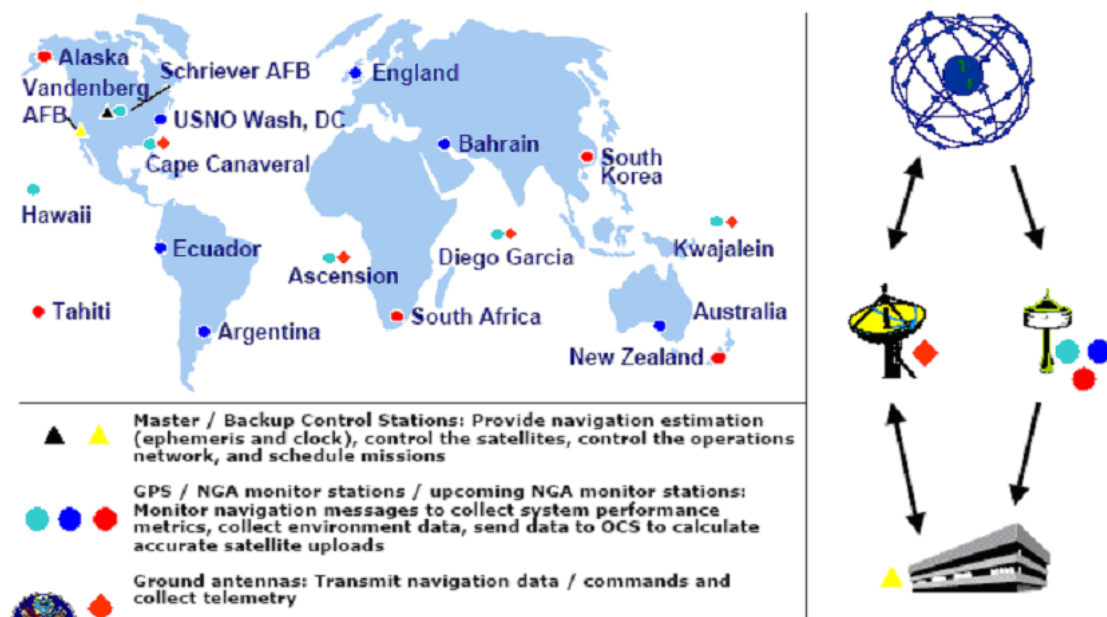 Alaska
Schriever AFB
England
Vandenberg
AFB
USNO Wash, DC
Bahrain
South
Korea
Cape Canaveral
Hawaii
Ecuador
Diego Garcia
Kwajalein
Ascension
Tahiti
South Africa
Australia
Argentina
New Zealand
Master / Backup Control Stations: Provide navigation estimation
(ephemeris and clock), control the satellites, control the operations
network, and schedule missions
GPS / NGA monitor stations / upcoming NGA monitor stations:
Monitor navigation messages to collect system performance
metrics, collect environment data, send data to OCS to calculate
accurate satellite uploads
Ground antennas: Transmit navigation data / commands and
collect telemetry